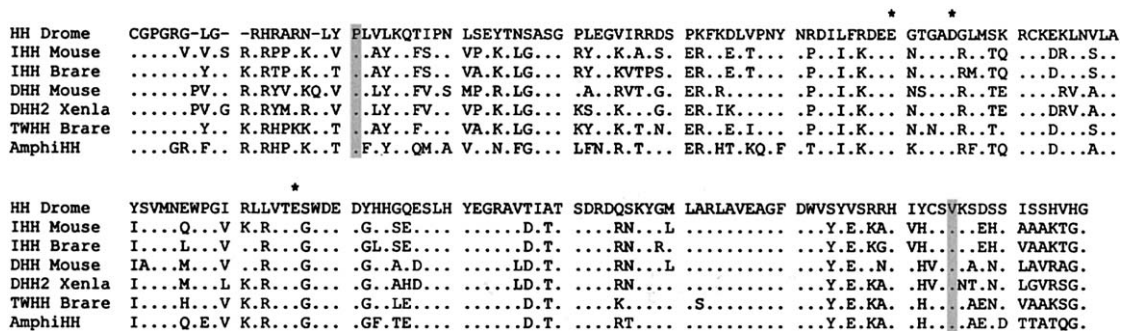 * *
HH Drome CGPGRG-LG- -RHRARN-LY PLVLKQTIPN LSEYTNSASG PLEGVIRRDS PKFKDLVPNY NRDILFRDEE GTGADGLMSK RCKEKLNVLA
IHH Mouse .....V.V.S R.RPP.K..V ..AY..FS.. VP.K.LG... RY..K.A.S. ER..E.T... .P..I.K... N....R..TQ ...DR..S..
IHH Brare ......Y.. K.RTP.K..T ..AY..FS.. VA.K.LG... RY..KVTPS. ER..E.T... .P..I.K... N....RM.TQ ...D...S..
DHH Mouse ......PV.. R.RYV.KQ.V ..LY..FV.S MP.R.LG... .A..RVT.G. ER.R...... .P..I.K... NS...R..TE ....RV.A..
DHH2 Xenla ......PV.G R.RYM.R..V ..LY..FV.. VP.K.LG... KS..K..G.. ER.IK..... .P..I.K... N....R..TE ...DRV.A..
TWHH Brare ......Y.. K.RHPKK..T ..AY..F... VA.K.LG... KY..K.T.N. ER..E.I... .P..I.K... N.N..R..T. ...D...S..
AmphiHH ....GR.F.. R.RHP.K..T .F.Y..QM.A V..N.FG... LFN.R.T... ER.HT.KQ.F .T..I.K... K....RF.TQ ...D...A..
*
HH Drome YSVMNEWPGI RLLVTESWDE DYHHGQESLH YEGRAVTIAT SDRDQSKYGM LARLAVEAGF DWVSYVSRRH IYCSVKSDSS ISSHVHG
IHH Mouse I....Q...V K.R...G... .G..SE.... ......D.T. ....RN...L .......... ...Y.E.KA. VH.....EH. AAAKTG.
IHH Brare I....L...V ..R...G... .GL.SE.... ......D.T. ....RN..R. .......... ...Y.E.KG. VH.....EH. VAAKTG.
DHH Mouse IA...M...V ..R...G... .G..A.D... .....LD.T. ....RN...L .......... ...Y.E..N. .HV...A.N. LAVRAG.
DHH2 Xenla I....M...L K.R...G... .G..AHD... .....LD.T. ....RN.... .......... ...Y.E.KA. .HV..NT.N. LGVRSG.
TWHH Brare I....H...V ..R...G... .G..LE.... ......D.T. ....K..... ..S....... ...Y.E.KA. .H....AEN. VAAKSG.
AmphiHH I....Q.E.V K.R...G... .GF.TE.... ......D.T. ....RT.... .......... ...Y.E.KA. .H....AE.D TTATQG.